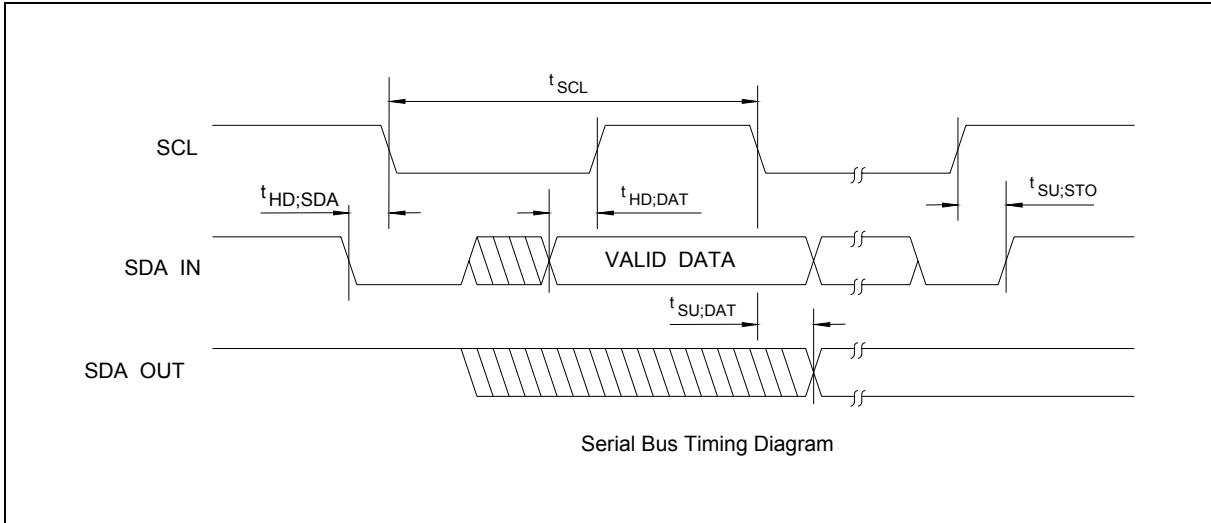 t SCL
SCL
t HD;SDA
t HD;DAT
t SU;STO
SDA IN
VALID DATA
t SU;DAT
SDA OUT
Serial Bus Timing Diagram